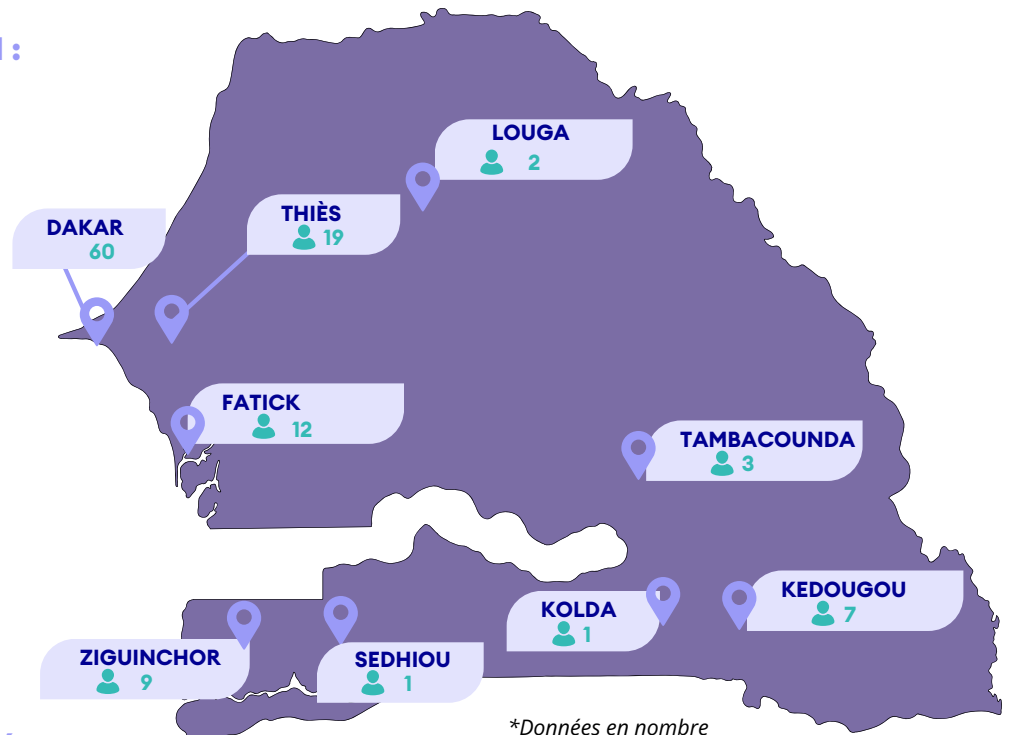 :
LOUGA
2
THIÈS
19
DAKAR
60
FATICK
12
TAMBACOUNDA
3
KEDOUGOU
7
KOLDA
1
ZIGUINCHOR
9
SEDHIOU
1
*Données en nombre